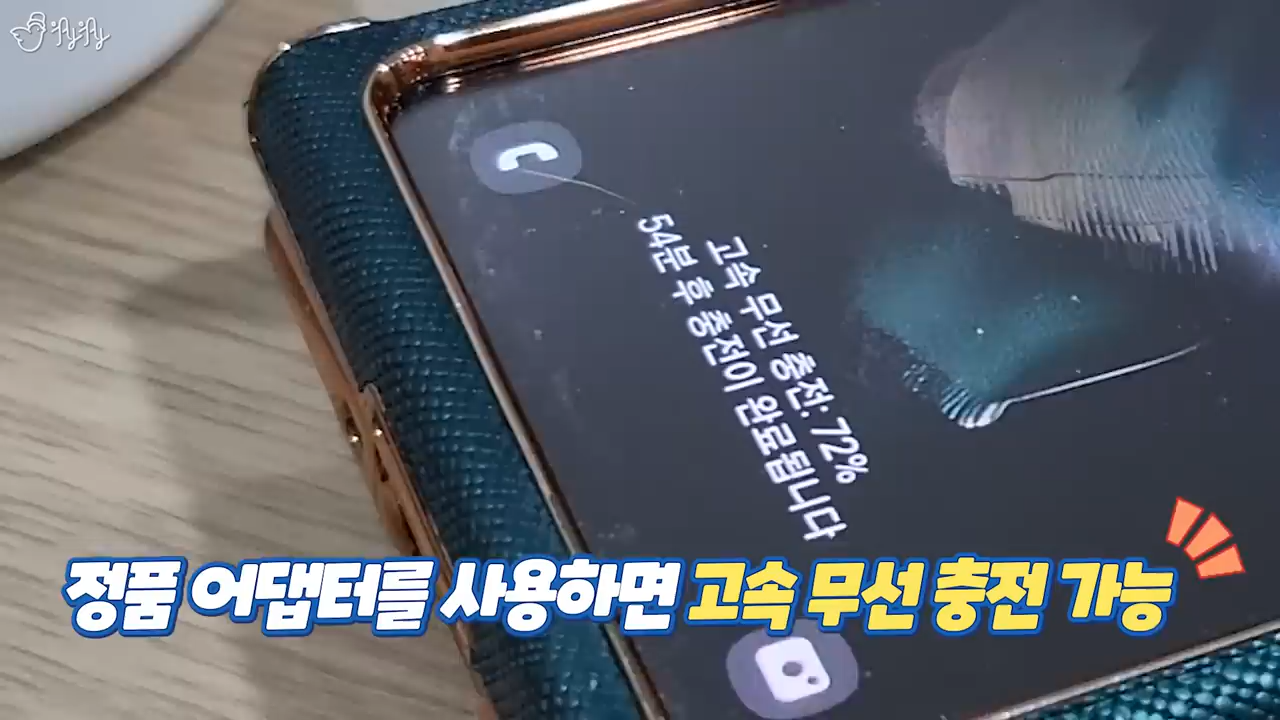 고속 무선 충전: 72%
54분 후 충전이 완료됩니다
정품 어댑터를 사용하면 고속 무선 충전 가능